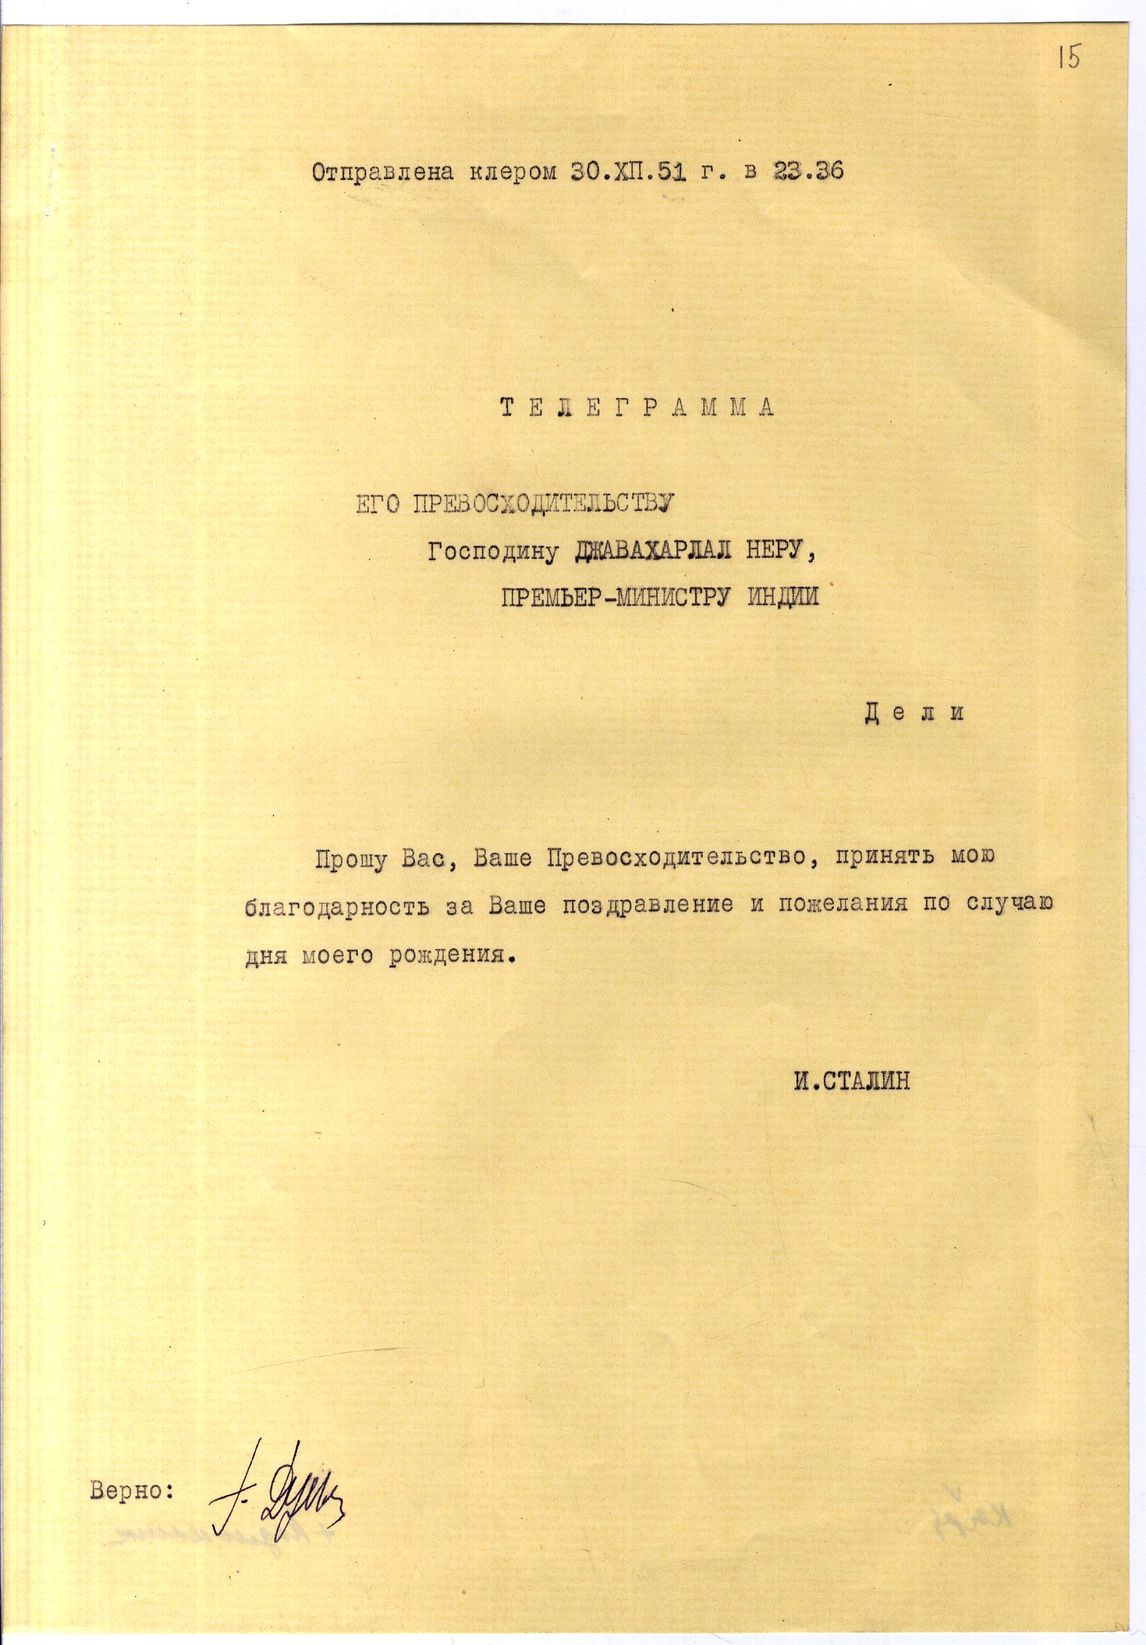 15
Отправлена клером 30.ХП.51 г. в 23.36
Т Е Л Е Г Р А М М А
ЕГО ПРЕВОСХОДИТЕЛЬСТВУ
Господину ДЖАВАХАРЛАЛ НЕРУ,
ПРЕМЬЕР-МИНИСТРУ ИНДИИ
Д е л и
Прошу Вас, Ваше Превосходительство, принять мою
благодарность за Ваше поздравление и пожелания по случаю
дня моего рождения.
И.СТАЛИН
Верно: